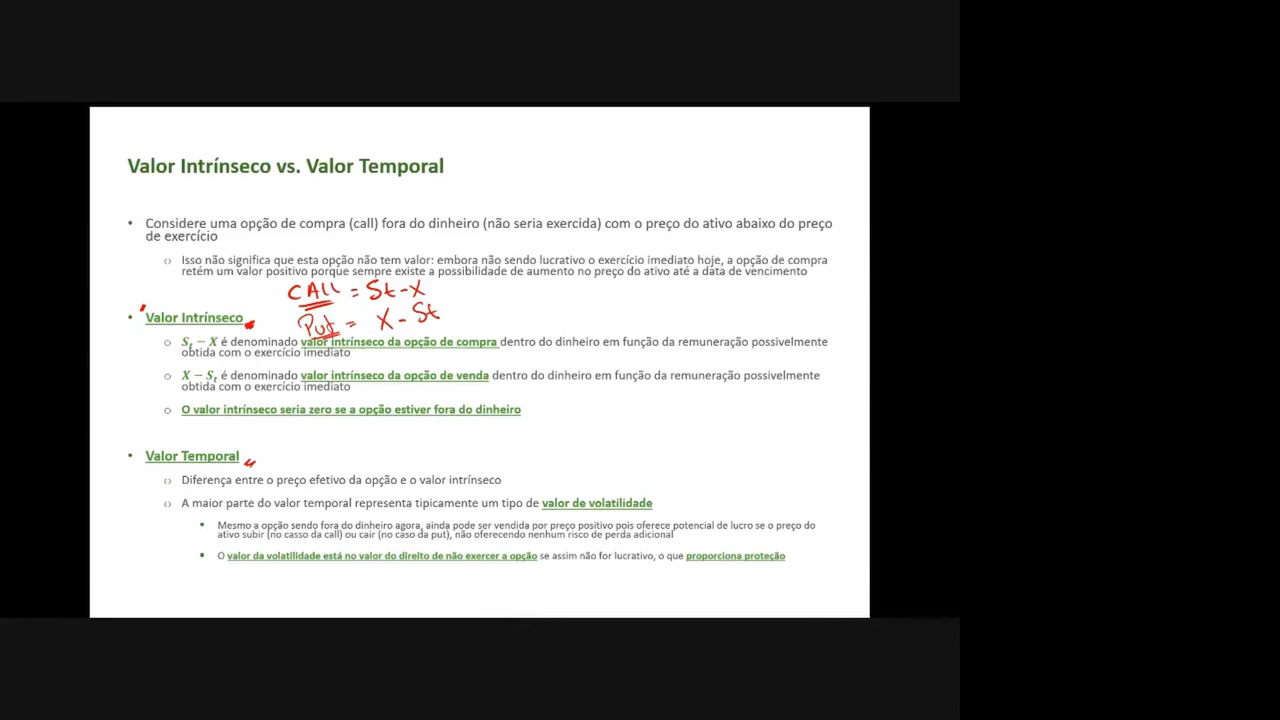 Valor Intrínseco vs. Valor Temporal
Considere uma opção de compra (call) fora do dinheiro (não seria exercida) com o preço do ativo abaixo do preço
de exercício
Isso não significa que esta opção não tem valor: embora não sendo lucrativo o exercício imediato hoje, a opção de compra
retém um valor positivo porque sempre existe a possibilidade de aumento no preço do ativo até a data de vencimento
CALL = St - X
Valor Intrínseco
Put = X - St
St − X é denominado valor intrínseco da opção de compra dentro do dinheiro em função da remuneração possivelmente
obtida com o exercício imediato
X − St é denominado valor intrínseco da opção de venda dentro do dinheiro em função da remuneração possivelmente
obtida com o exercício imediato
O valor intrínseco seria zero se a opção estiver fora do dinheiro
Valor Temporal
Diferença entre o preço efetivo da opção e o valor intrínseco
A maior parte do valor temporal representa tipicamente um tipo de valor de volatilidade
Mesmo a opção sendo fora do dinheiro agora, ainda pode ser vendida por preço positivo pois oferece potencial de lucro se o preço do
ativo subir (no casso da call) ou cair (no caso da put), não oferecendo nenhum risco de perda adicional
O valor da volatilidade está no valor do direito de não exercer a opção se assim não for lucrativo, o que proporciona proteção